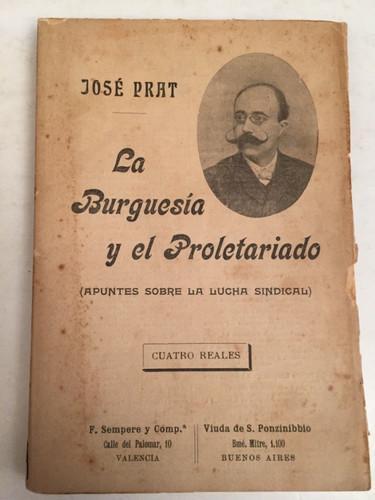 JOSÉ PRAT
La
Burguesía
y el Proletariado
(APUNTES SOBRE LA LUCHA SINDICAL)
CUATRO REALES
F. Sempere y Comp.ª
Calle del Palomar, 10
VALENCIA
Viuda de S. Ponzinibbio
Bmé. Mitre, 1.100
BUENOS AIRES